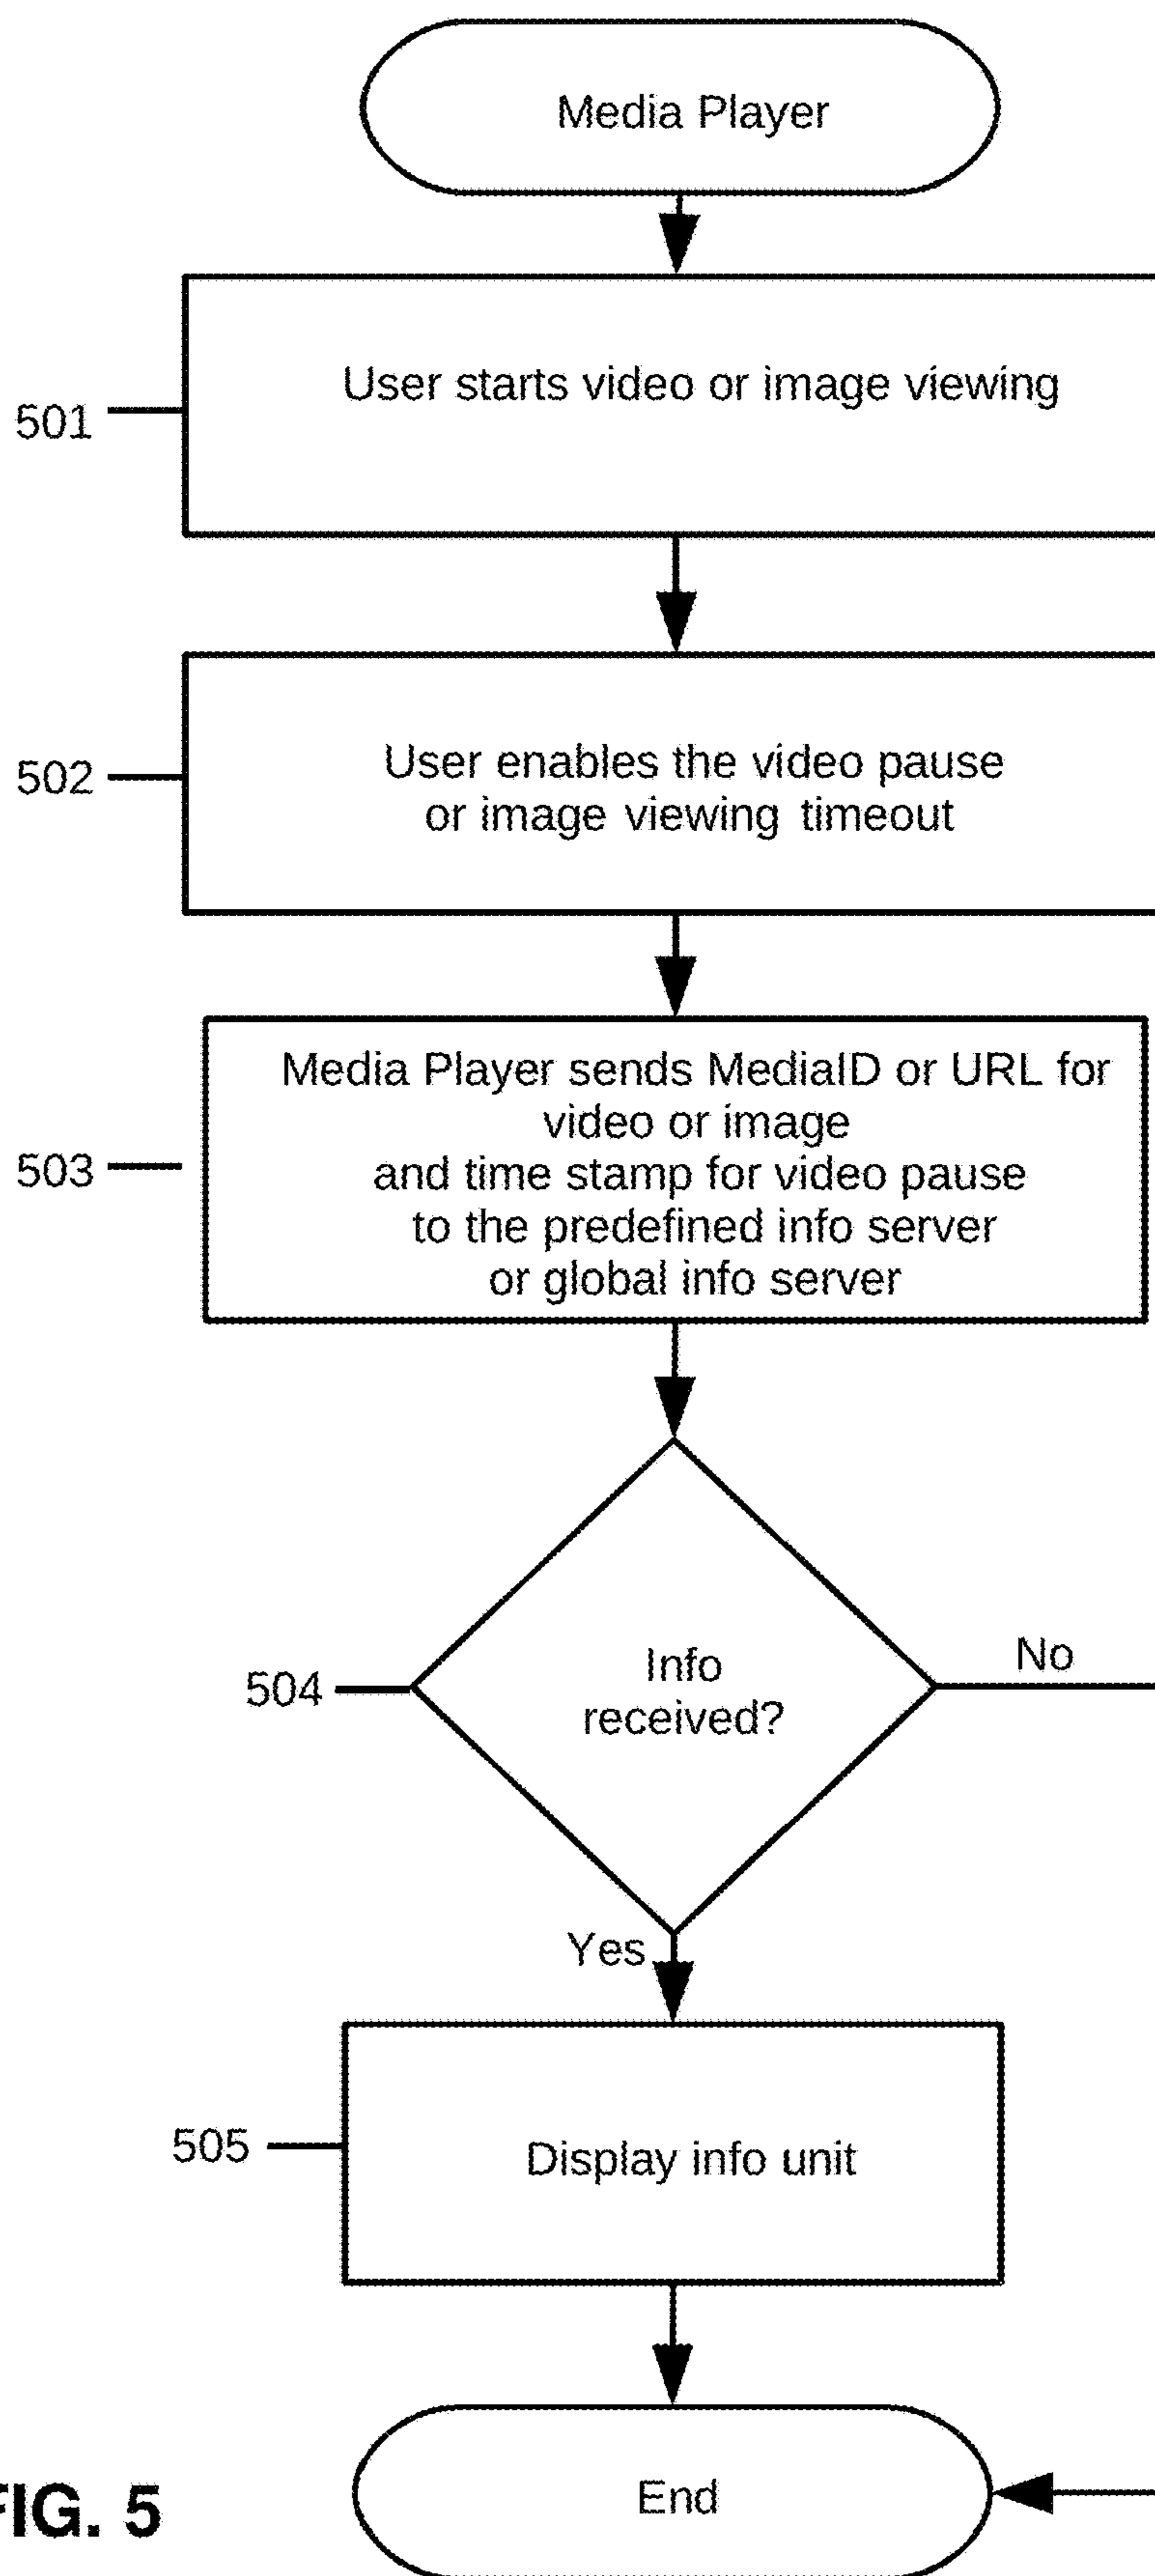 Media Player
User starts video or image viewing
501
User enables the video pause
or image viewing timeout
502
Media Player sends MediaID or URL for
video or image
and time stamp for video pause
to the predefined info server
or global info server
503
Info
received?
504
No
Yes
Display info unit
505
End
FIG. 5